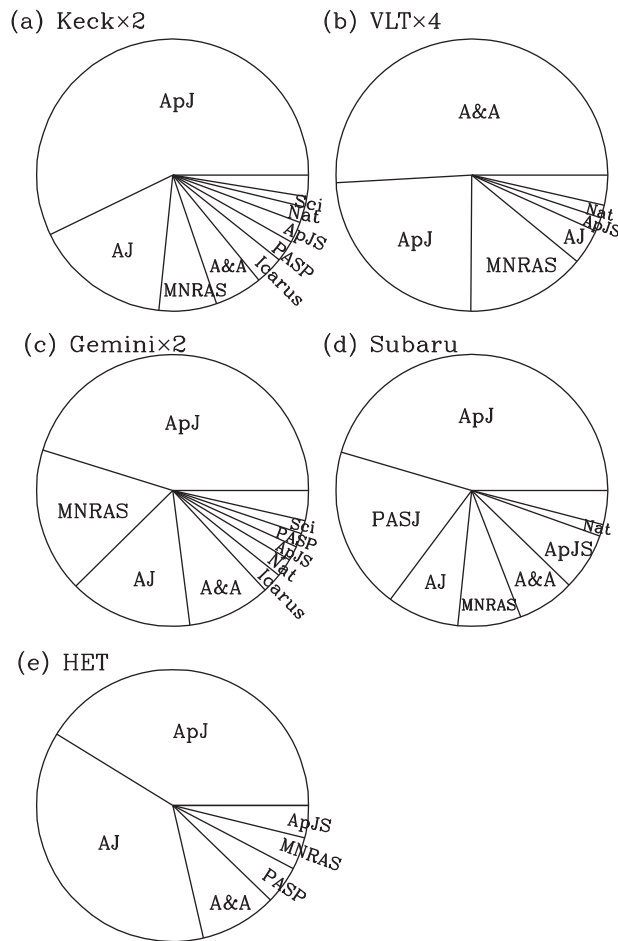 (a) Keck×2
ApJ
Sci
Nat
ApJS
PASP
Icarus
A&A
MNRAS
AJ
(b) VLT×4
A&A
Nat
ApJS
AJ
MNRAS
ApJ
(c) Gemini×2
ApJ
Sci
PASP
ApJS
Nat
Icarus
A&A
AJ
MNRAS
(d) Subaru
ApJ
Nat
ApJS
A&A
MNRAS
AJ
PASJ
(e) HET
ApJ
ApJS
MNRAS
PASP
A&A
AJ